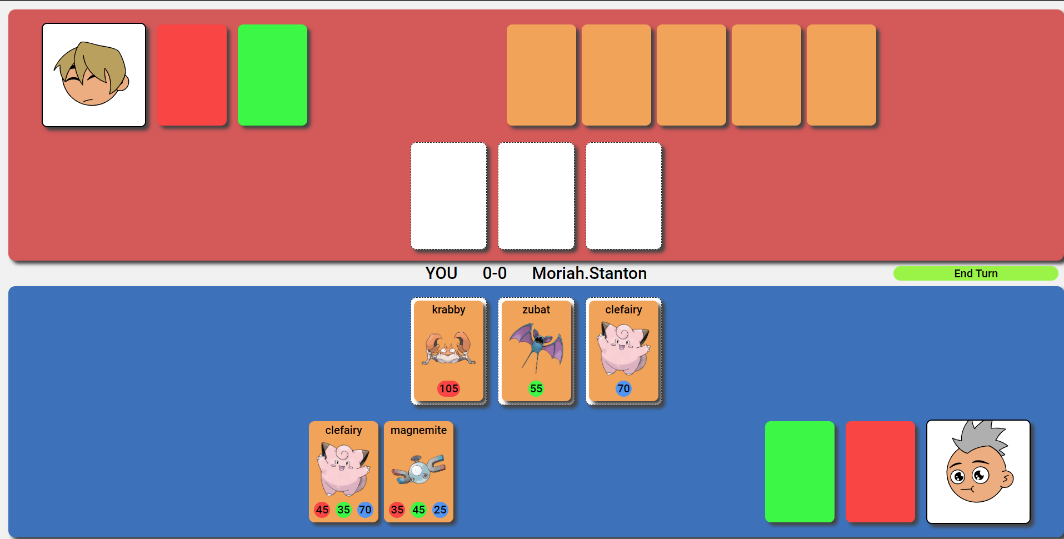 YOU 0-0 Moriah.Stanton
End Turn
krabby
105
zubat
55
clefairy
70
clefairy
45 35 70
magnemite
35 45 25